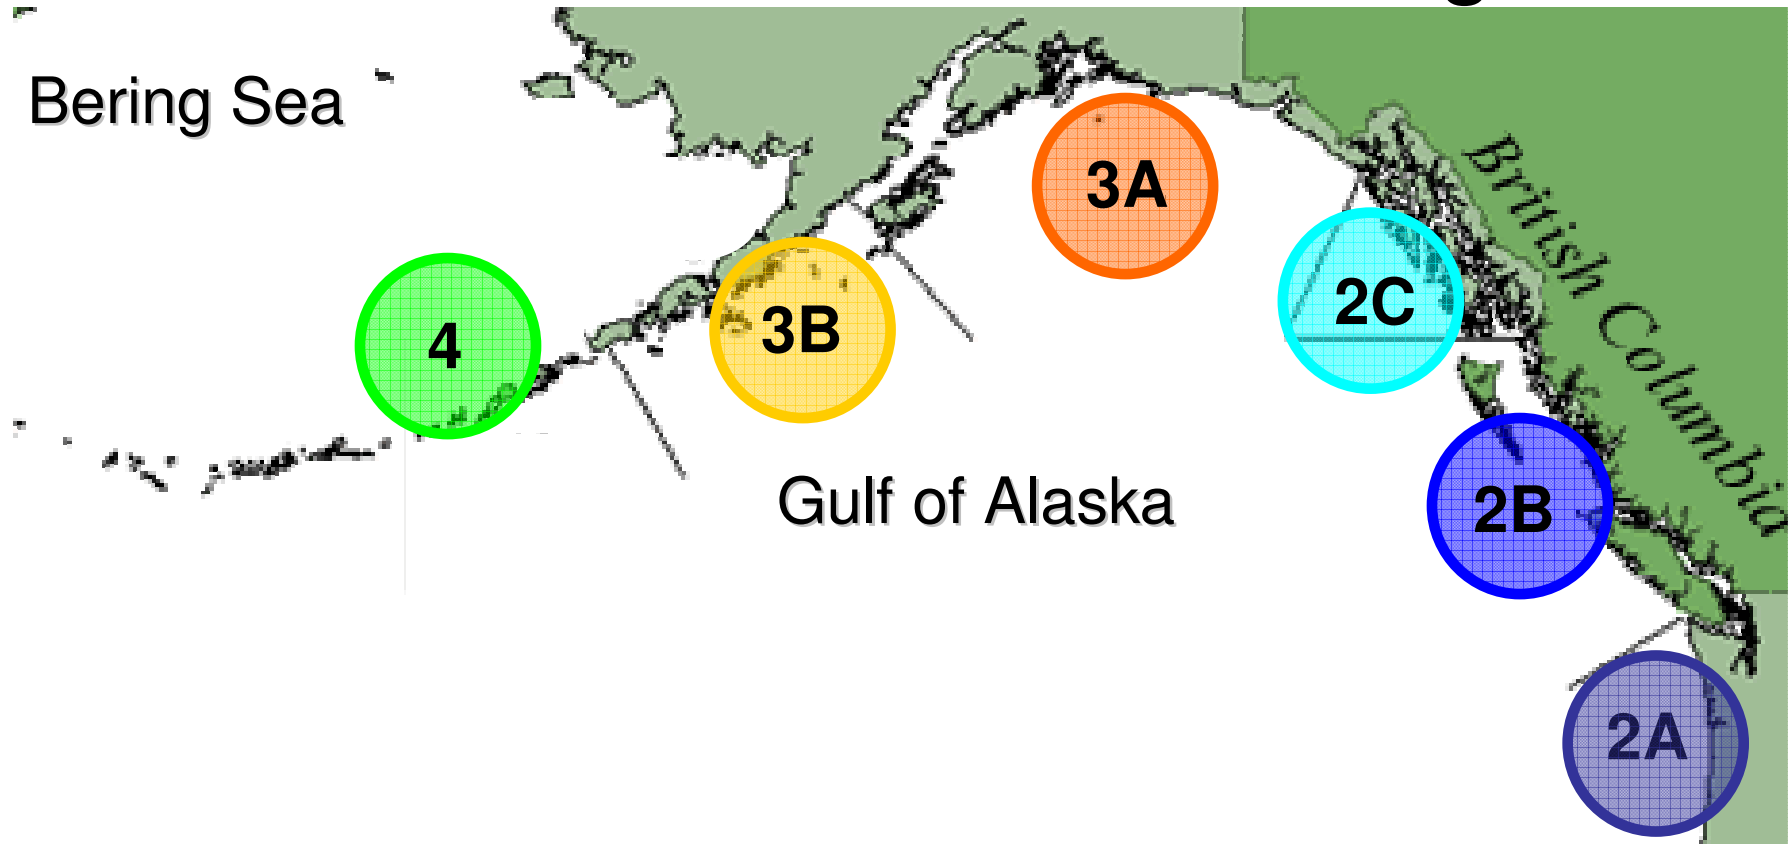 Bering Sea
3A
British Columbia
2C
3B
4
Gulf of Alaska
2B
2A